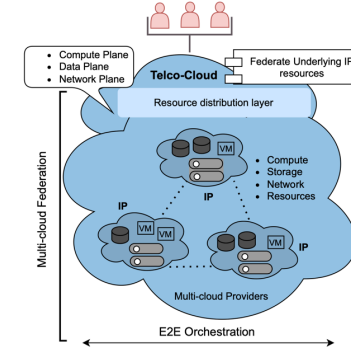 Compute Plane
Data Plane
Network Plane
Telco-Cloud
Federate Underlying IP
resources
Resource distribution layer
Multi-cloud Federation
VM
IP
Compute
Storage
Network
Resources
IP
VM
VM
VM
IP
Multi-cloud Providers
E2E Orchestration